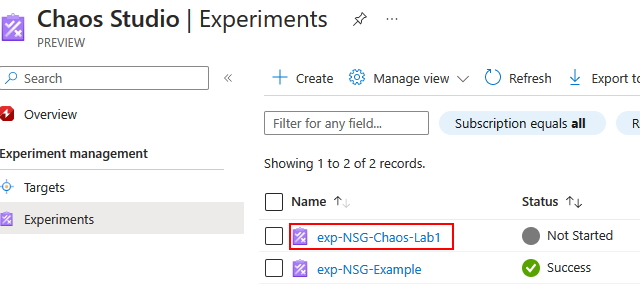 Chaos Studio | Experiments
PREVIEW
Search
Overview
Experiment management
Targets
Experiments
Create Manage view Refresh Export to
Filter for any field... Subscription equals all R
Showing 1 to 2 of 2 records.
Name Status
exp-NSG-Chaos-Lab1 Not Started
exp-NSG-Example Success